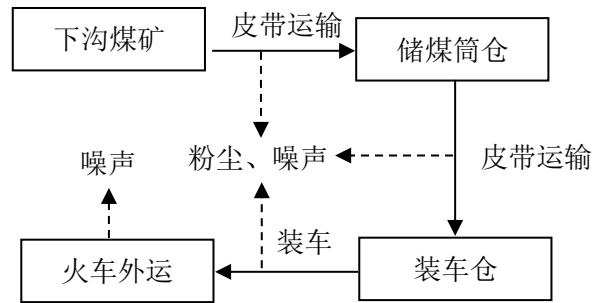 下沟煤矿
皮带运输
储煤筒仓
噪声
粉尘、噪声
皮带运输
装车
火车外运
装车仓